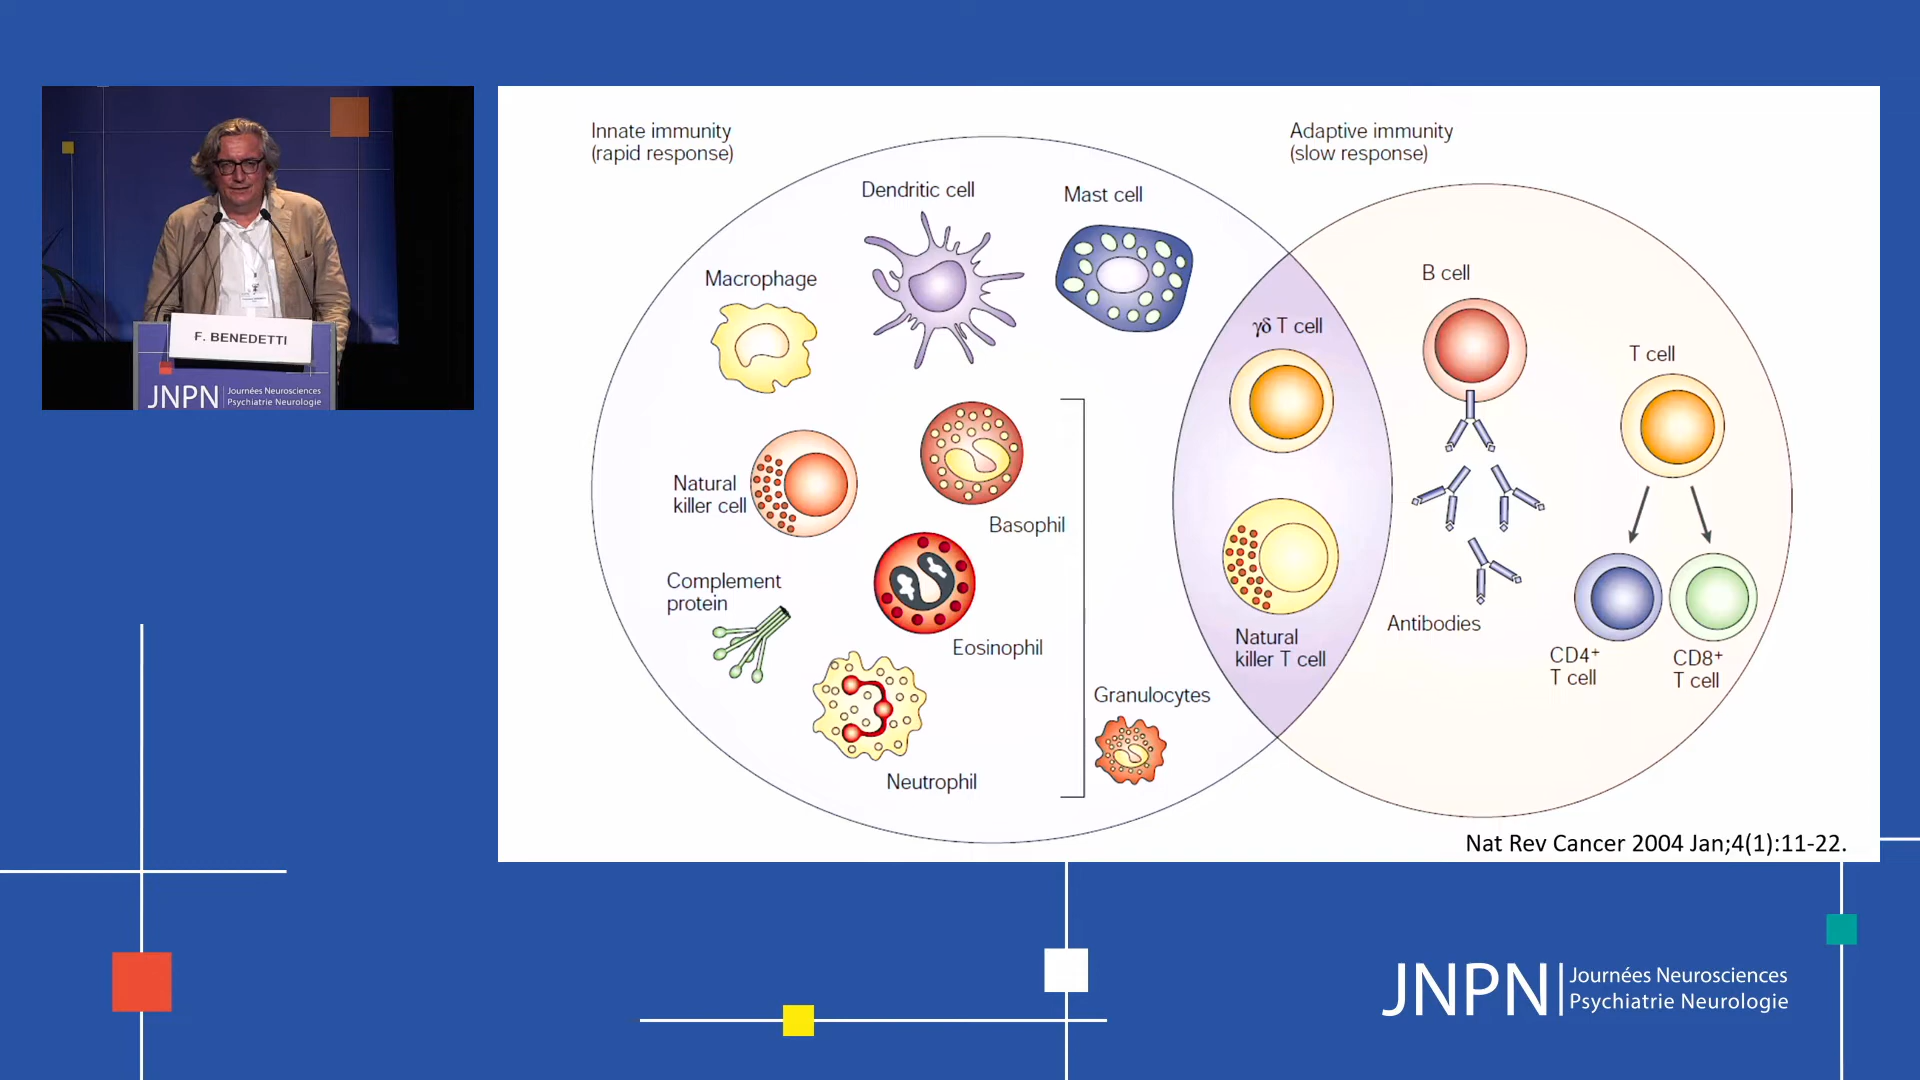 F. BENEDETTI
JNPN
Journées Neurosciences
Psychiatrie Neurologie
Innate immunity
(rapid response)
Adaptive immunity
(slow response)
Dendritic cell
Mast cell
Macrophage
B cell
γδ T cell
T cell
Natural
killer cell
Basophil
Complement
protein
Eosinophil
Natural
killer T cell
Antibodies
CD4+
T cell
CD8+
T cell
Granulocytes
Neutrophil
Nat Rev Cancer 2004 Jan;4(1):11-22.
JNPN
Journées Neurosciences
Psychiatrie Neurologie